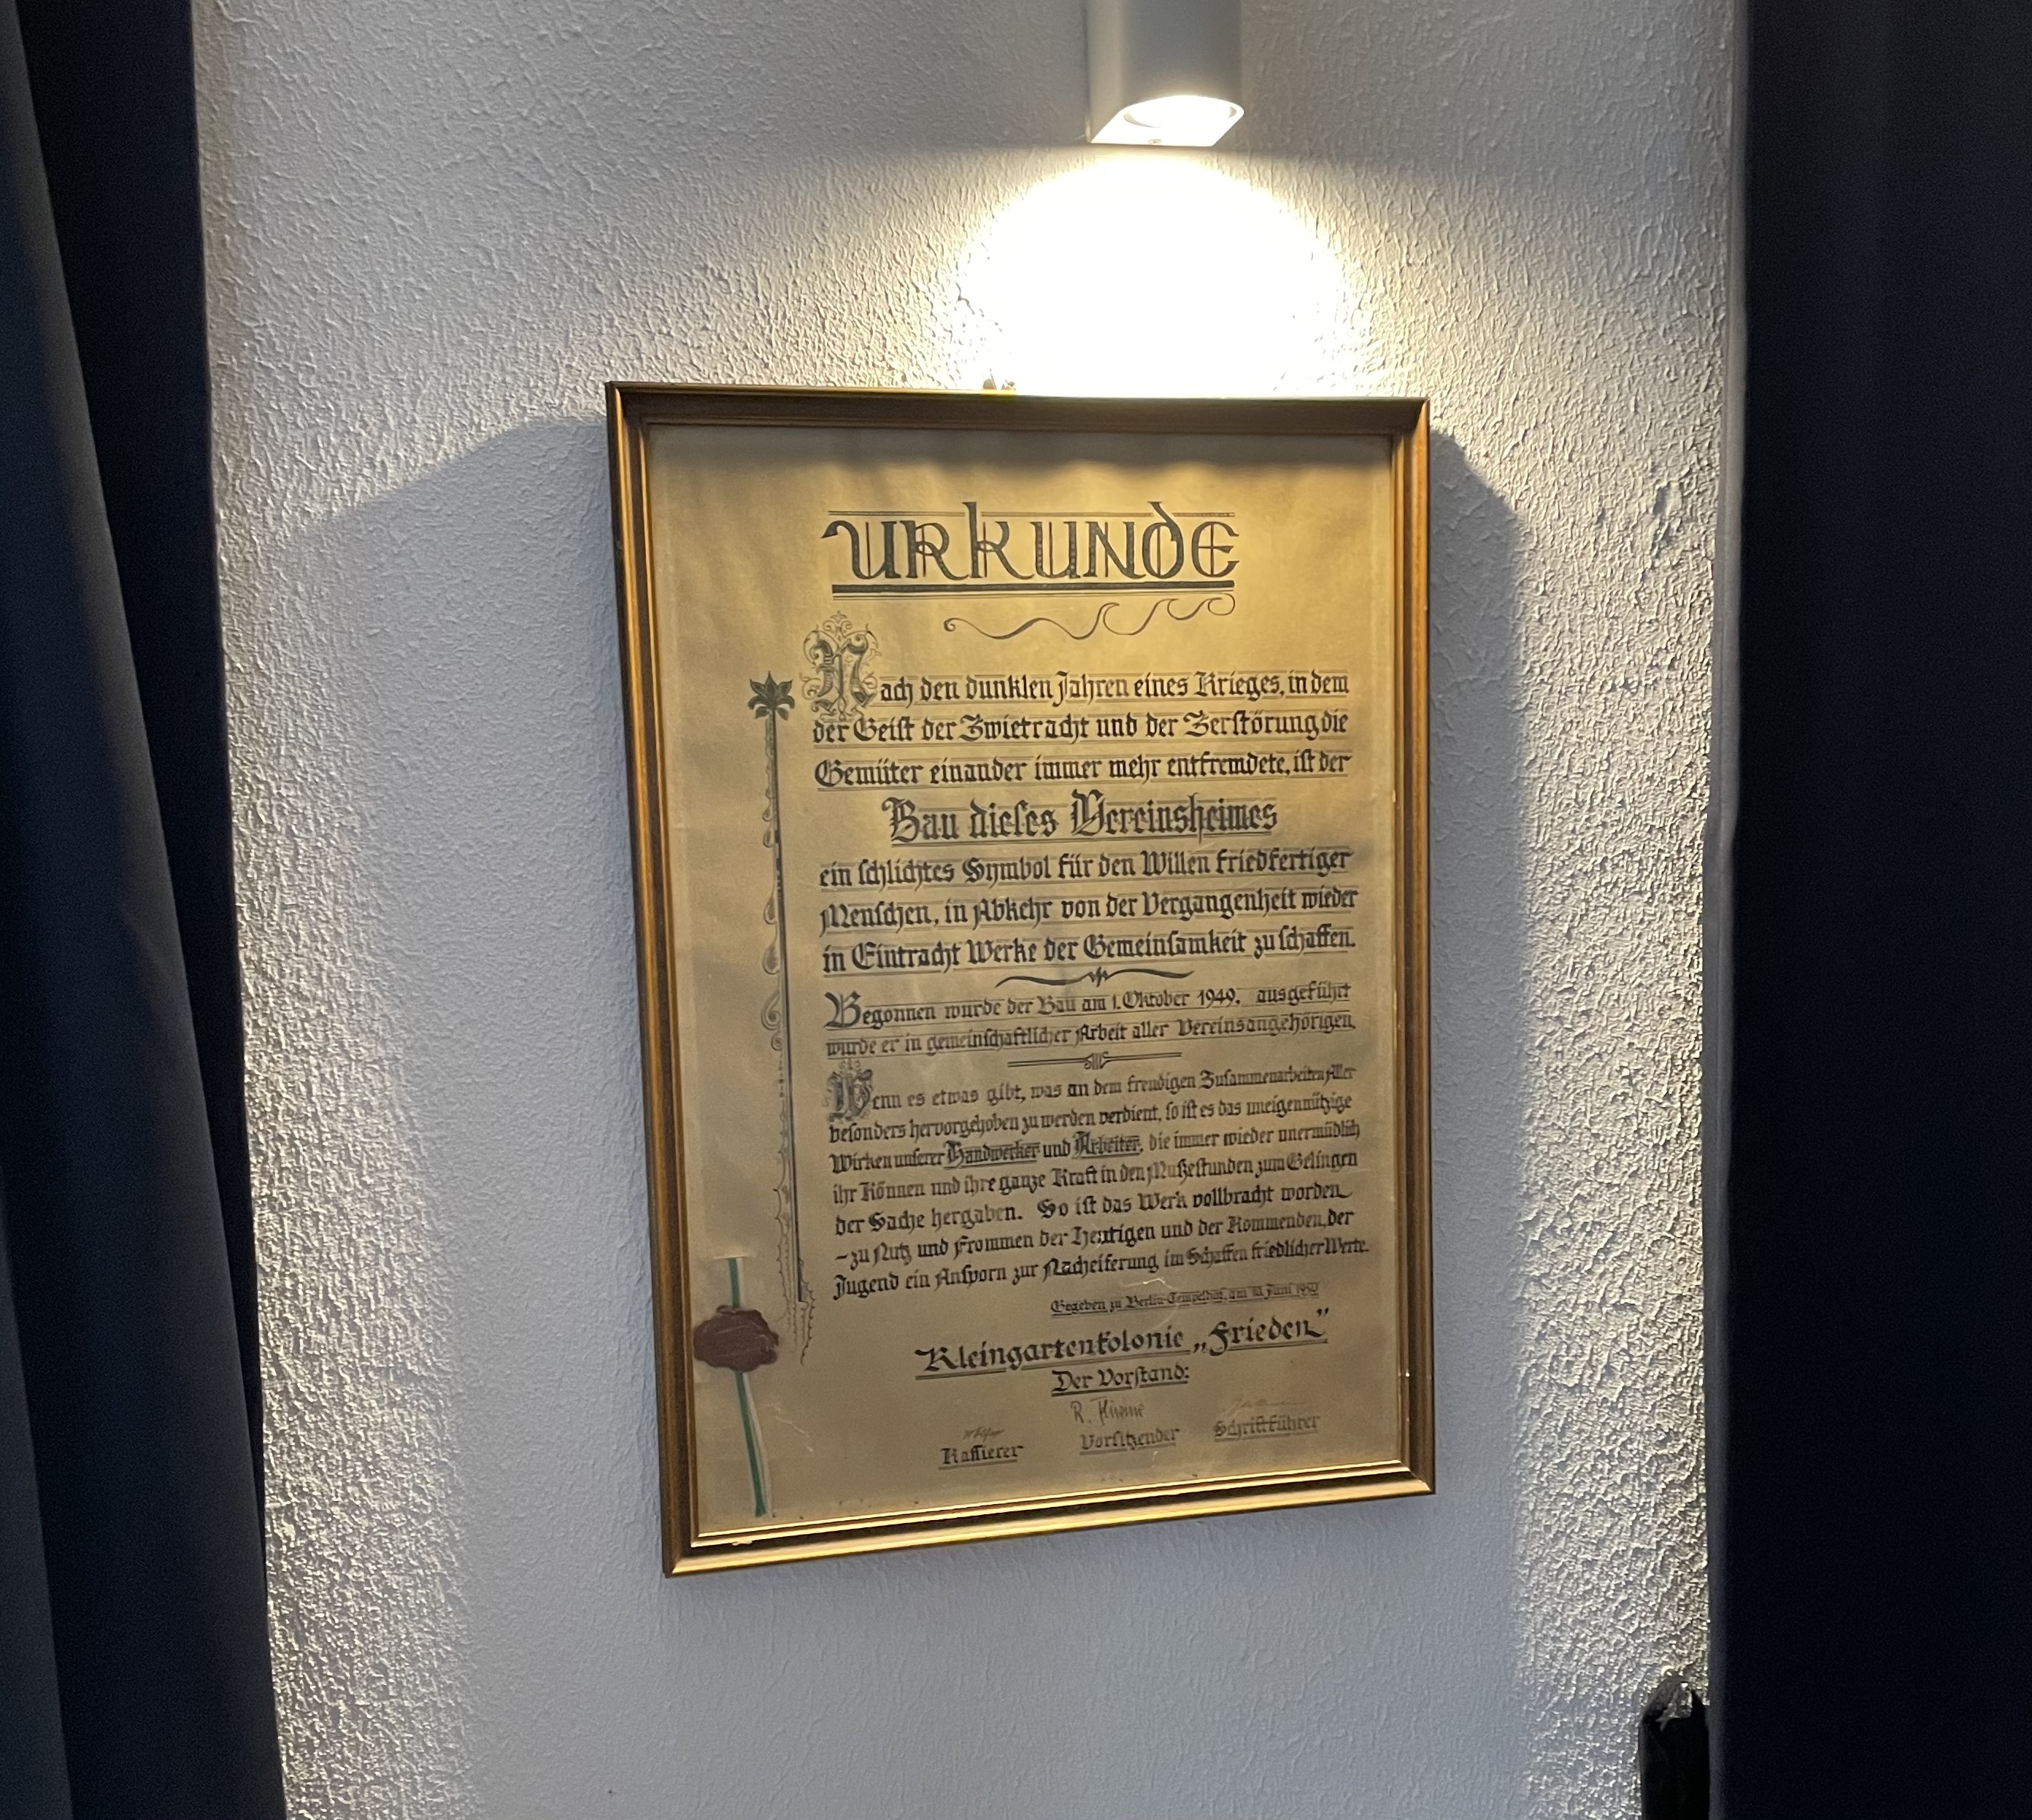 URKUNDE
Nach den dunklen Jahren eines Krieges, in dem
der Geist der Zwietracht und der Zerstörung die
Gemüter einander immer mehr entfremdete, ist der
Bau dieses Vereinsheimes
ein schlichtes Symbol für den Willen friedfertiger
Menschen, in Abkehr von der Vergangenheit wieder
in Eintracht Werke der Gemeinsamkeit zu schaffen.
Begonnen wurde der Bau am 1. Oktober 1949, ausgeführt
wurde er in gemeinschaftlicher Arbeit aller Vereinsangehörigen.
Wenn es etwas gibt, was an dem freudigen Zusammenarbeiten Aller
besonders hervorgehoben zu werden verdient, so ist es das uneigennützige
Wirken unserer Handwerker und Arbeiter, die immer wieder unermüdlich
ihr Können und ihre ganze Kraft in den Mußestunden zum Gelingen
der Sache hergaben. So ist das Werk vollbracht worden
- zu Nutz und Frommen der Heutigen und der Kommenden, der
Jugend ein Ansporn zur Nacheiferung im Schaffen friedlicher Werte.
Gegeben zu Berlin-Tempelhof, am Juni 1950
Kleingartenkolonie „Frieden"
Der Vorstand:
R.
Kassierer Vorsitzender Schriftführer